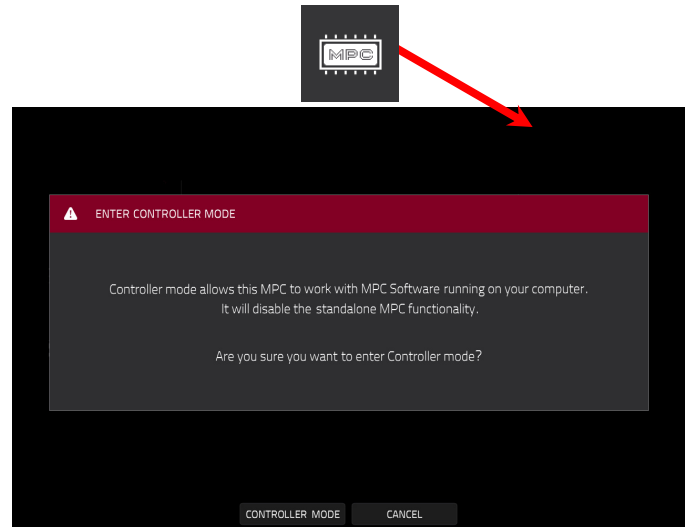 MPC
ENTER CONTROLLER MODE
Controller mode allows this MPC to work with MPC Software running on your computer.
It will disable the standalone MPC functionality.
Are you sure you want to enter Controller mode?
CONTROLLER MODE
CANCEL